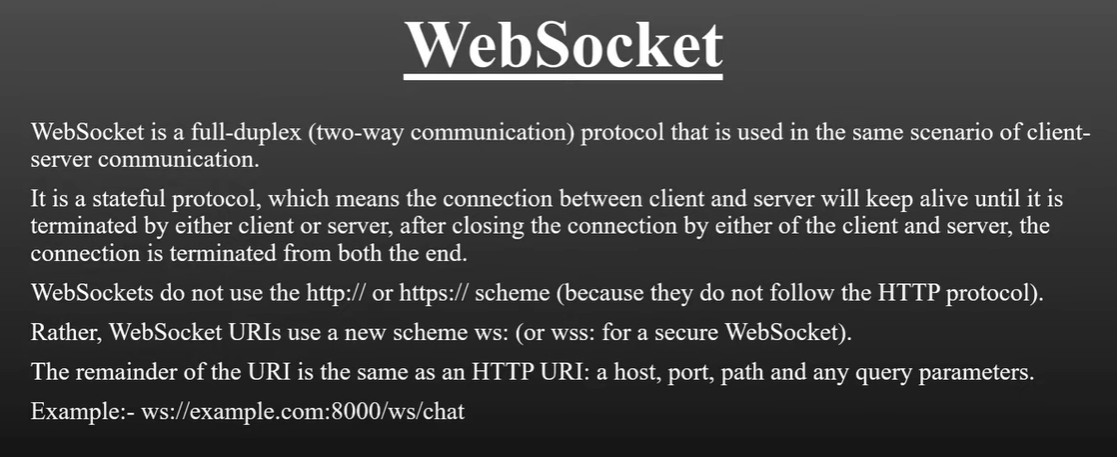 WebSocket
WebSocket is a full-duplex (two-way communication) protocol that is used in the same scenario of client-
server communication.
It is a stateful protocol, which means the connection between client and server will keep alive until it is
terminated by either client or server, after closing the connection by either of the client and server, the
connection is terminated from both the end.
WebSockets do not use the http:// or https:// scheme (because they do not follow the HTTP protocol).
Rather, WebSocket URIs use a new scheme ws: (or wss: for a secure WebSocket).
The remainder of the URI is the same as an HTTP URI: a host, port, path and any query parameters.
Example:- ws://example.com:8000/ws/chat